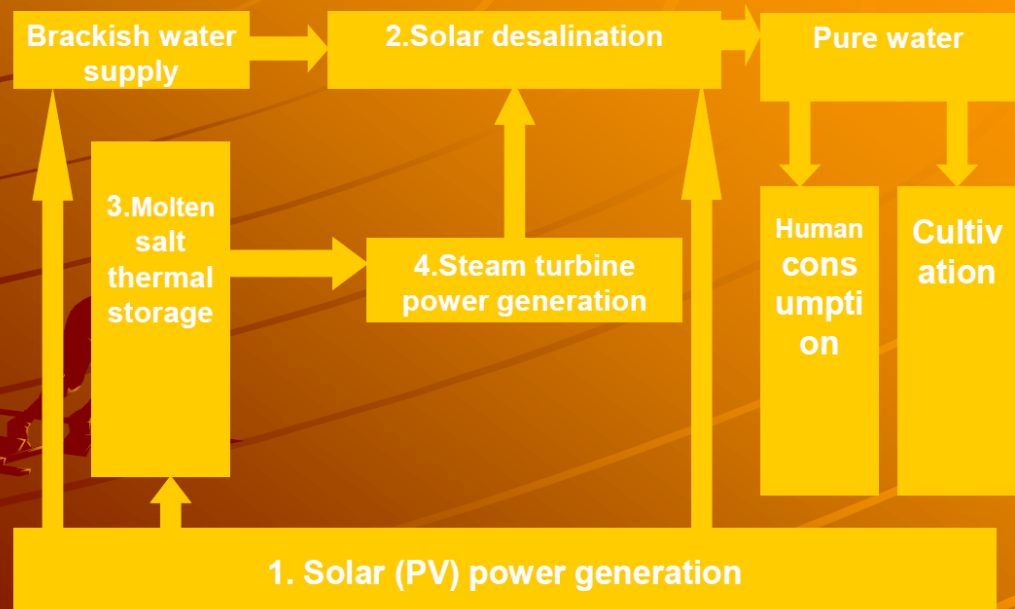 Brackish water
supply
2.Solar desalination
Pure water
3.Molten
salt
thermal
storage
4.Steam turbine
power generation
Human
cons
umpti
on
Cultiv
ation
1. Solar (PV) power generation